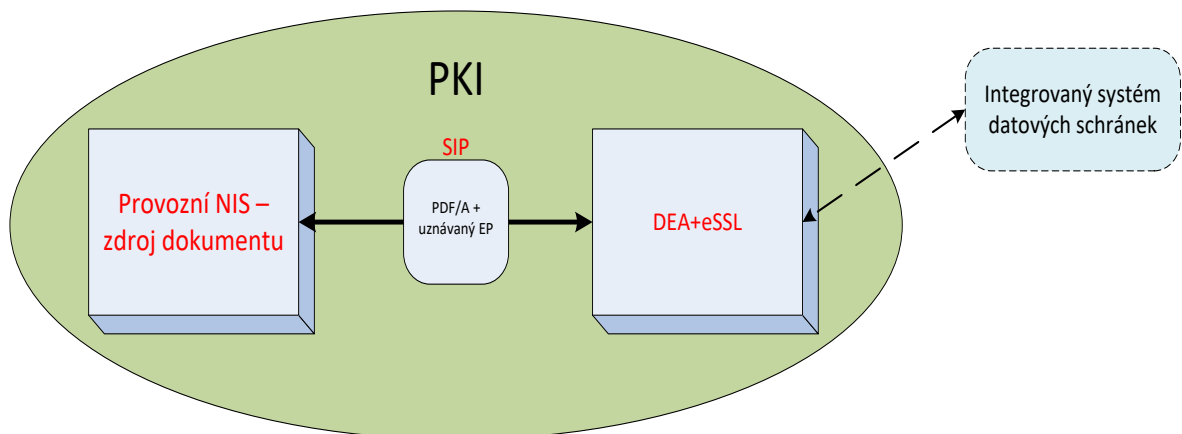 PKI
SIP
Provozní NIS –
zdroj dokumentu
PDF/A +
uznávaný EP
DEA+eSSL
Integrovaný systém
datových schránek